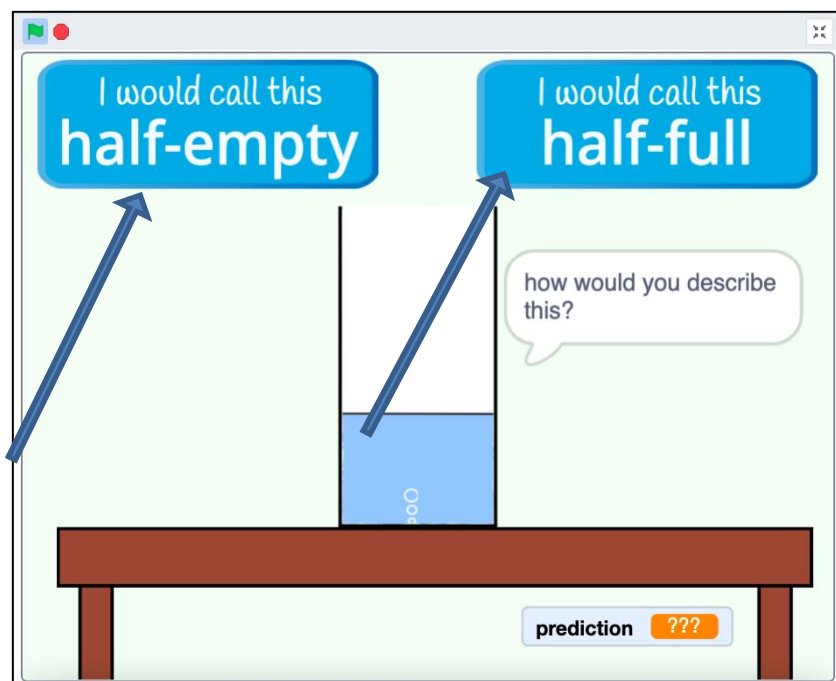 I would call this
half-empty
I would call this
half-full
how would you describe
this?
prediction ???